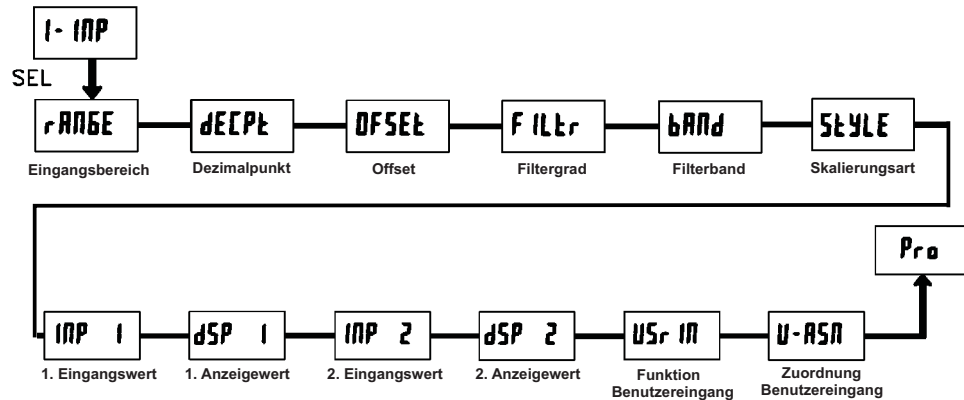 1-INP
SEL
rANGE
dECPt
OFSEt
FILtr
bANd
StYLE
Eingangsbereich
Dezimalpunkt
Offset
Filtergrad
Filterband
Skalierungsart
Pro
INP 1
dSP 1
INP 2
dSP 2
USr IN
U-ASN
1. Eingangswert
1. Anzeigewert
2. Eingangswert
2. Anzeigewert
Funktion
Benutzereingang
Zuordnung
Benutzereingang